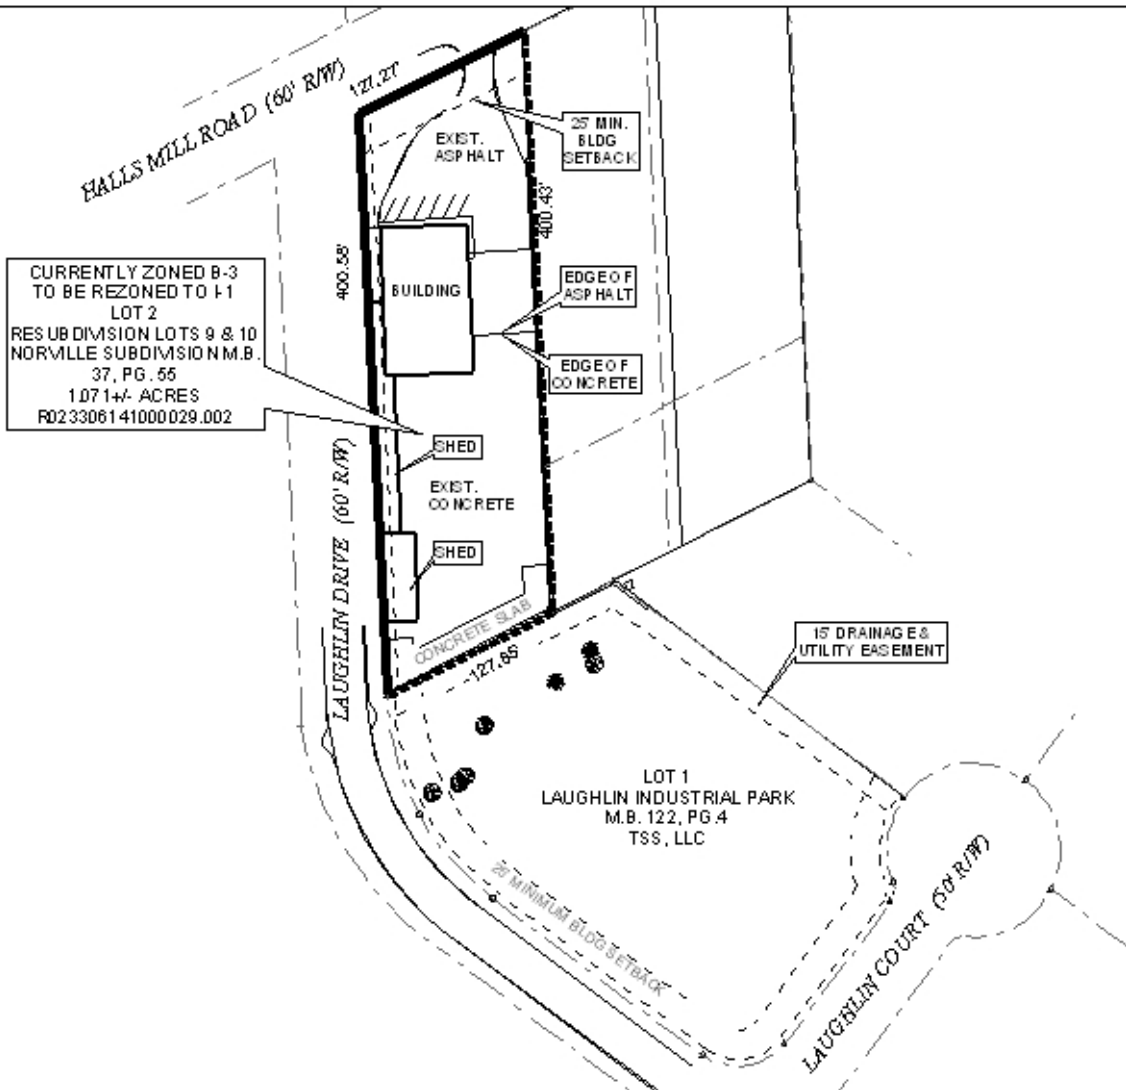 HALLS MILL ROAD (60' R/W)
127.27'
25' MIN.
BLDG
SETBACK
EXIST.
ASPHALT
400.43'
400.58'
CURRENTLY ZONED B-3
TO BE REZONED TO I-1
LOT 2
RESUBDIVISION LOTS 9 & 10
NORVILLE SUBDIVISION M.B.
37, PG. 55
1.071+/- ACRES
R023306141000029.002
BUILDING
EDGE OF
ASPHALT
EDGE OF
CONCRETE
SHED
EXIST.
CONCRETE
SHED
LAUGHLIN DRIVE (60' R/W)
CONCRETE SLAB
127.85'
15' DRAINAGE &
UTILITY EASEMENT
LOT 1
LAUGHLIN INDUSTRIAL PARK
M.B. 122, PG.4
TSS, LLC
25' MINIMUM BLDG SETBACK
LAUGHLIN COURT (50' R/W)